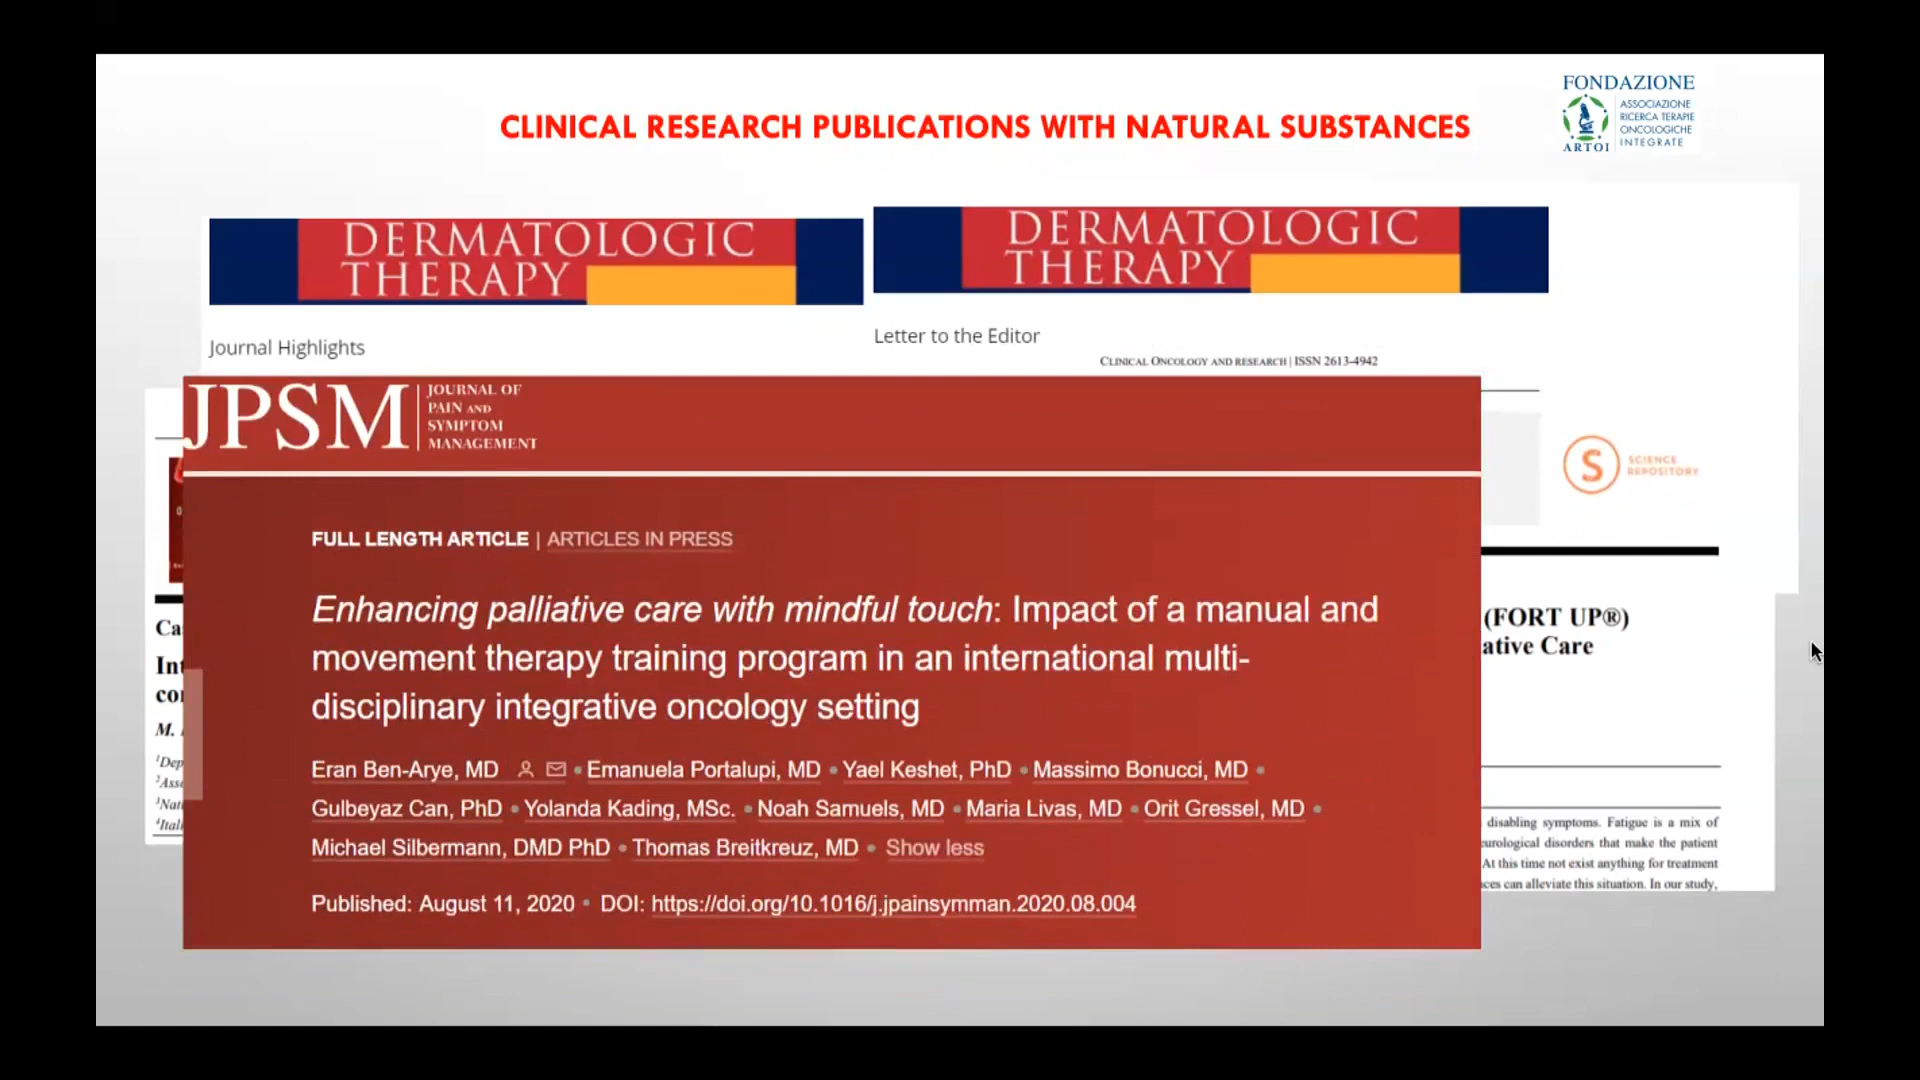 CLINICAL RESEARCH PUBLICATIONS WITH NATURAL SUBSTANCES
FONDAZIONE
ARTOI
ASSOCIAZIONE
RICERCA TERAPIE
ONCOLOGICHE
INTEGRATE
DERMATOLOGIC
THERAPY
Journal Highlights
DERMATOLOGIC
THERAPY
Letter to the Editor
CLINICAL ONCOLOGY AND RESEARCH | ISSN 2613-4942
SCIENCE
REPOSITORY
JPSM
JOURNAL OF
PAIN AND
SYMPTOM
MANAGEMENT
FULL LENGTH ARTICLE | ARTICLES IN PRESS
Enhancing palliative care with mindful touch: Impact of a manual and
movement therapy training program in an international multi-
disciplinary integrative oncology setting
Eran Ben-Arye, MD • Emanuela Portalupi, MD • Yael Keshet, PhD • Massimo Bonucci, MD •
Gulbeyaz Can, PhD • Yolanda Kading, MSc. • Noah Samuels, MD • Maria Livas, MD • Orit Gressel, MD •
Michael Silbermann, DMD PhD • Thomas Breitkreuz, MD • Show less
Published: August 11, 2020 • DOI: https://doi.org/10.1016/j.jpainsymman.2020.08.004
Ca
Int
co
M.
¹Dep
²Asse
³Nati
⁴Itali
(FORT UP®)
ative Care
disabling symptoms. Fatigue is a mix of
urological disorders that make the patient
At this time not exist anything for treatment
ces can alleviate this situation. In our study,